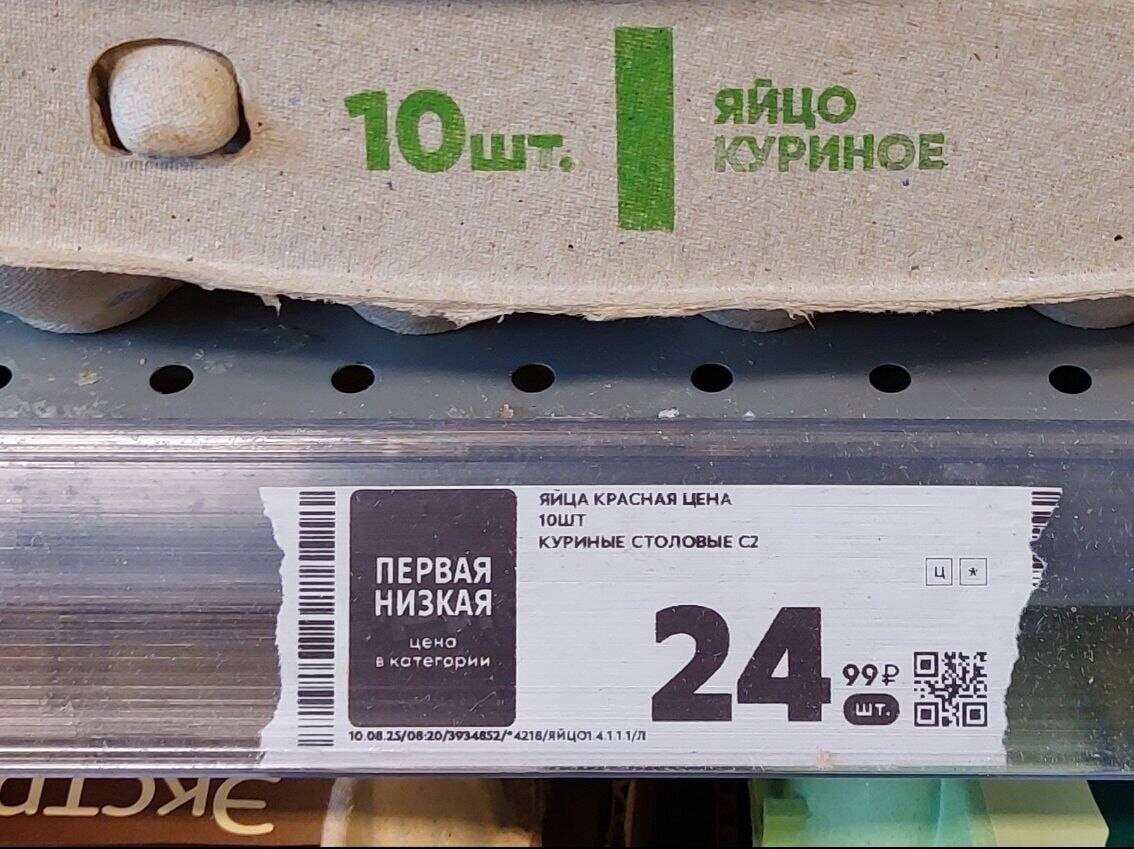 10шт.
ЯЙЦО
КУРИНОЕ
ЯЙЦА КРАСНАЯ ЦЕНА
10ШТ
КУРИНЫЕ СТОЛОВЫЕ С2
ПЕРВАЯ
НИЗКАЯ
цена
в категории
Ц *
24 99 ₽
шт.
10.08.25/08:20/3934852/*4218/ЯЙЦО1.4.1.1.1/Л
Экстра